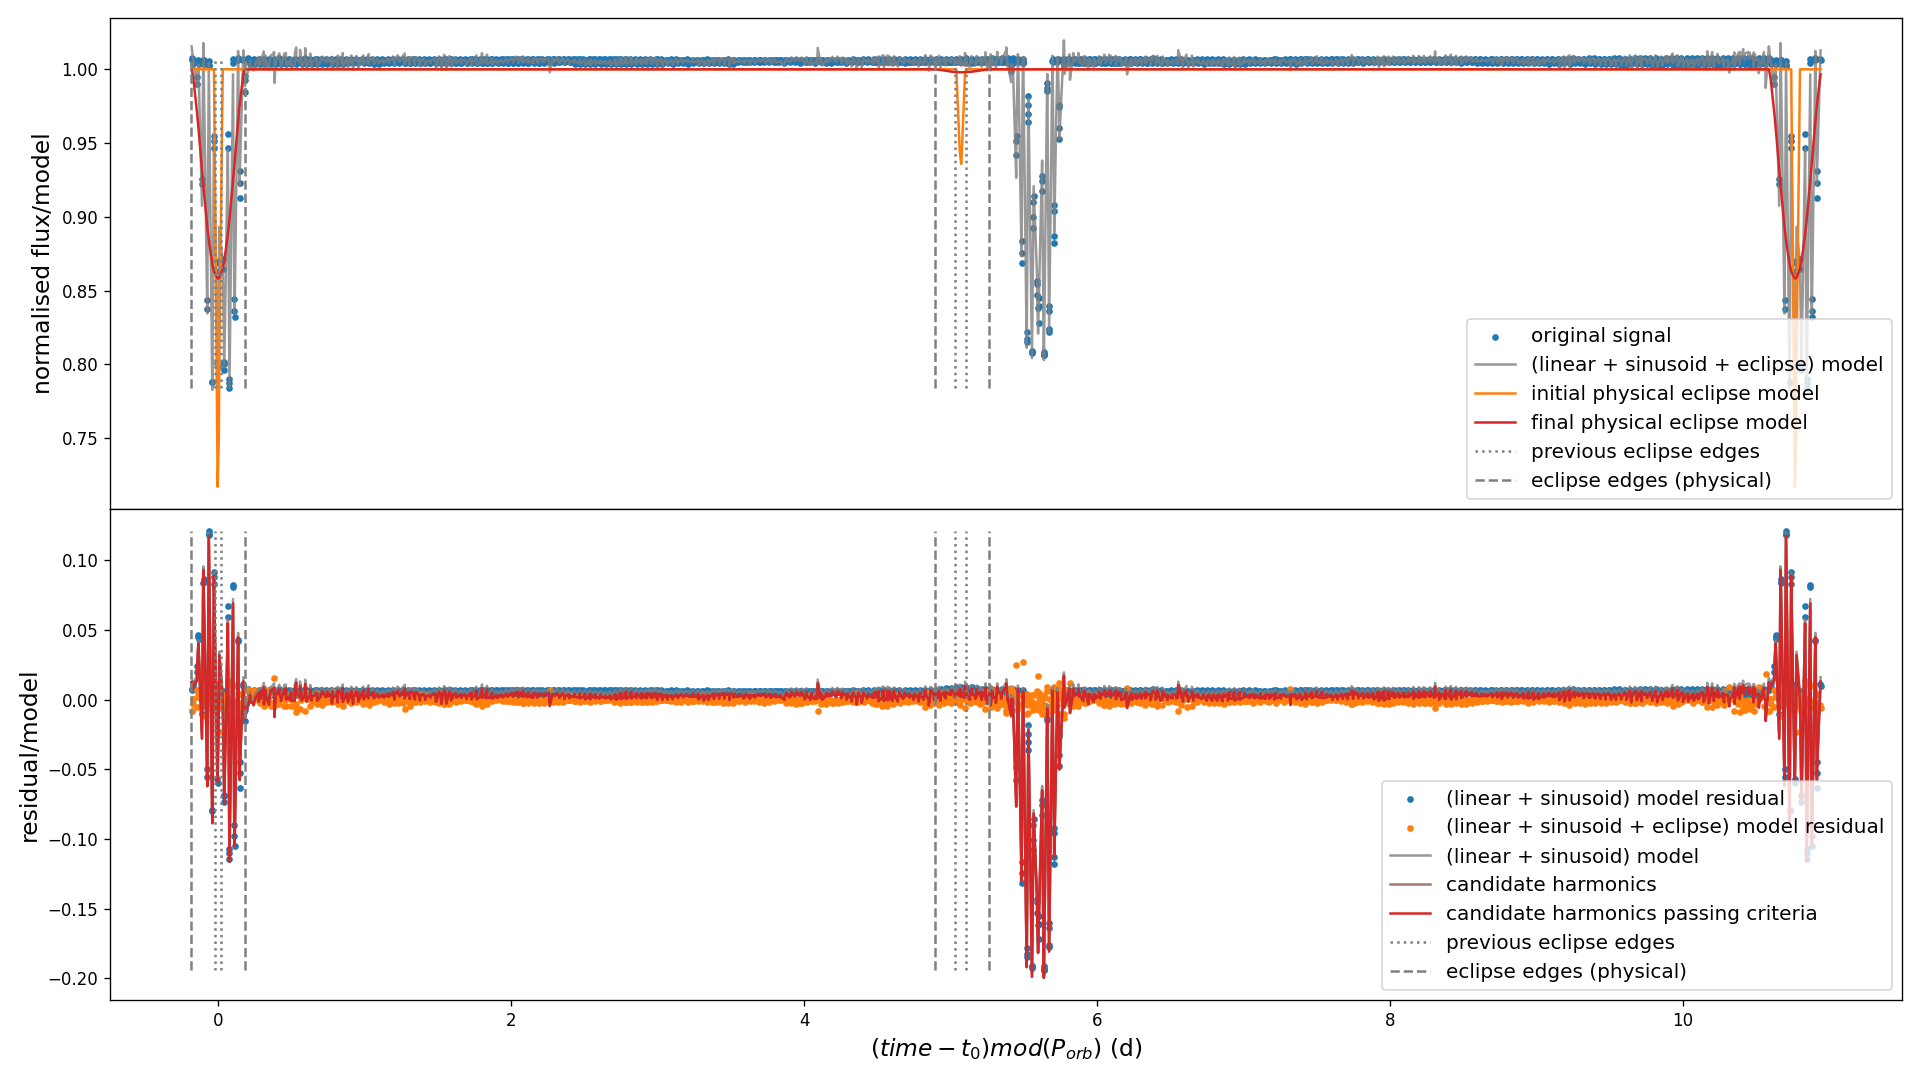 normalised flux/model
1.00
0.95
0.90
0.85
0.80
0.75
original signal
(linear + sinusoid + eclipse) model
initial physical eclipse model
final physical eclipse model
previous eclipse edges
eclipse edges (physical)
residual/model
0.10
0.05
0.00
−0.05
−0.10
−0.15
−0.20
(linear + sinusoid) model residual
(linear + sinusoid + eclipse) model residual
(linear + sinusoid) model
candidate harmonics
candidate harmonics passing criteria
previous eclipse edges
eclipse edges (physical)
0 2 4 6 8 10
(time − t₀)mod(P_orb) (d)